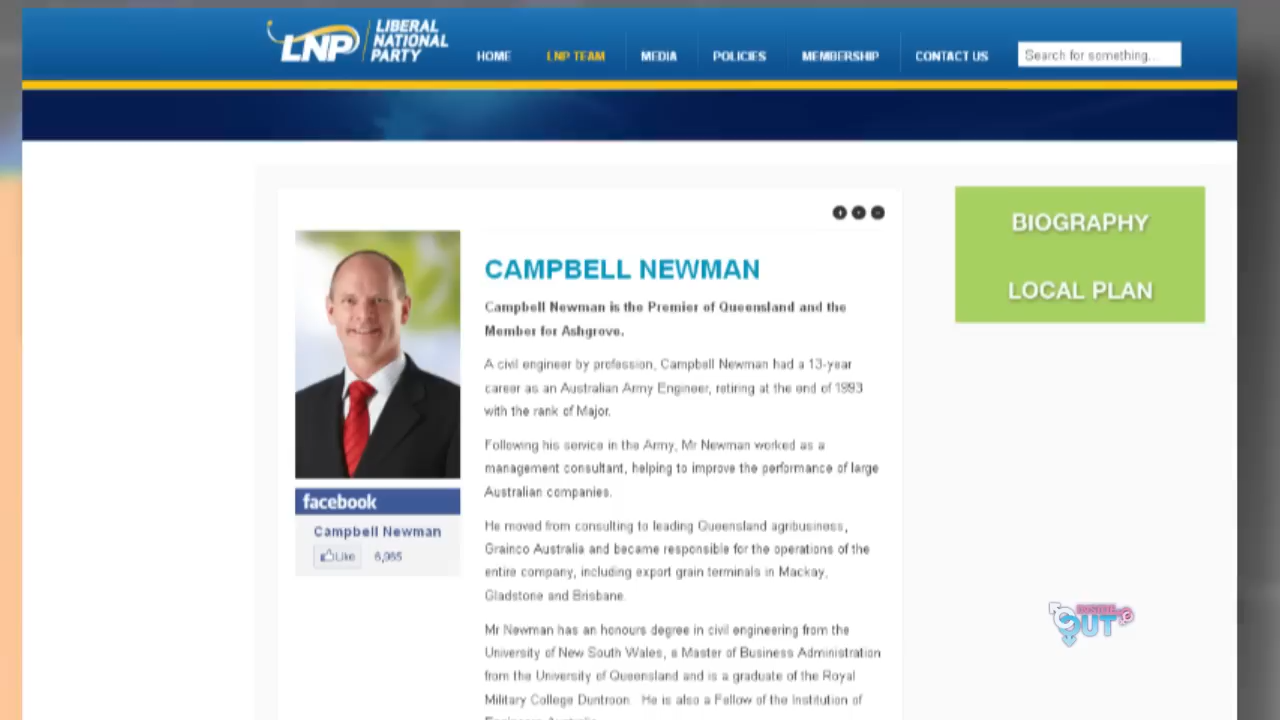 LNP
LIBERAL
NATIONAL
PARTY
HOME
LNP TEAM
MEDIA
POLICIES
MEMBERSHIP
CONTACT US
Search for something...
BIOGRAPHY
LOCAL PLAN
CAMPBELL NEWMAN
Campbell Newman is the Premier of Queensland and the
Member for Ashgrove.
A civil engineer by profession, Campbell Newman had a 13-year
career as an Australian Army Engineer, retiring at the end of 1993
with the rank of Major.
Following his service in the Army, Mr Newman worked as a
management consultant, helping to improve the performance of large
Australian companies.
He moved from consulting to leading Queensland agribusiness,
Grainco Australia and became responsible for the operations of the
entire company, including export grain terminals in Mackay,
Gladstone and Brisbane.
Mr Newman has an honours degree in civil engineering from the
University of New South Wales, a Master of Business Administration
from the University of Queensland and is a graduate of the Royal
Military College Duntroon. He is also a Fellow of the Institution of
Engineers Australia.
facebook
Campbell Newman
Like
OUT